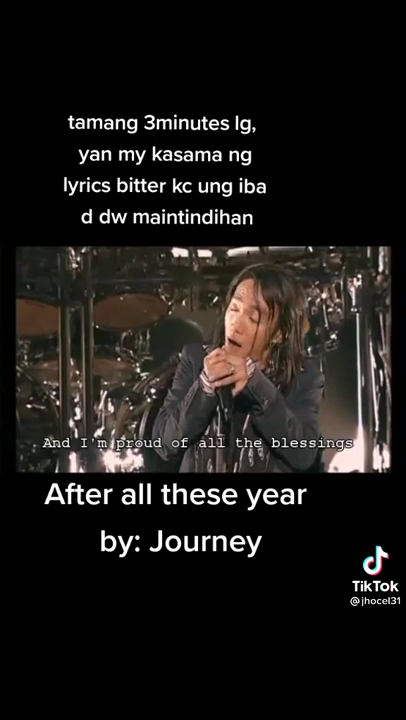 tamang 3minutes lg,
yan my kasama ng
lyrics bitter kc ung iba
d dw maintindihan
And I'm proud of all the blessings
After all these year
by: Journey
TikTok
@jhocel31